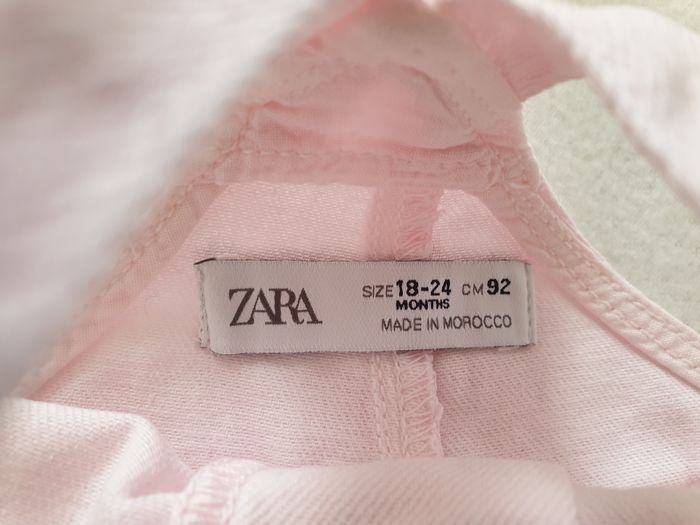 ZARA
SIZE 18-24 CM 92
MONTHS
MADE IN MOROCCO